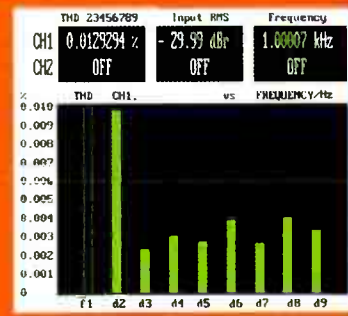 THD 23456789 Input RMS Frequency
CH1 0.0129294 % - 29.99 dBr 1.00007 kHz
CH2 OFF OFF OFF
% THD CH1. vs FREQUENCY/Hz
0.010
0.009
0.008
0.007
0.006
0.005
0.004
0.003
0.002
0.001
0
f1 d2 d3 d4 d5 d6 d7 d8 d9